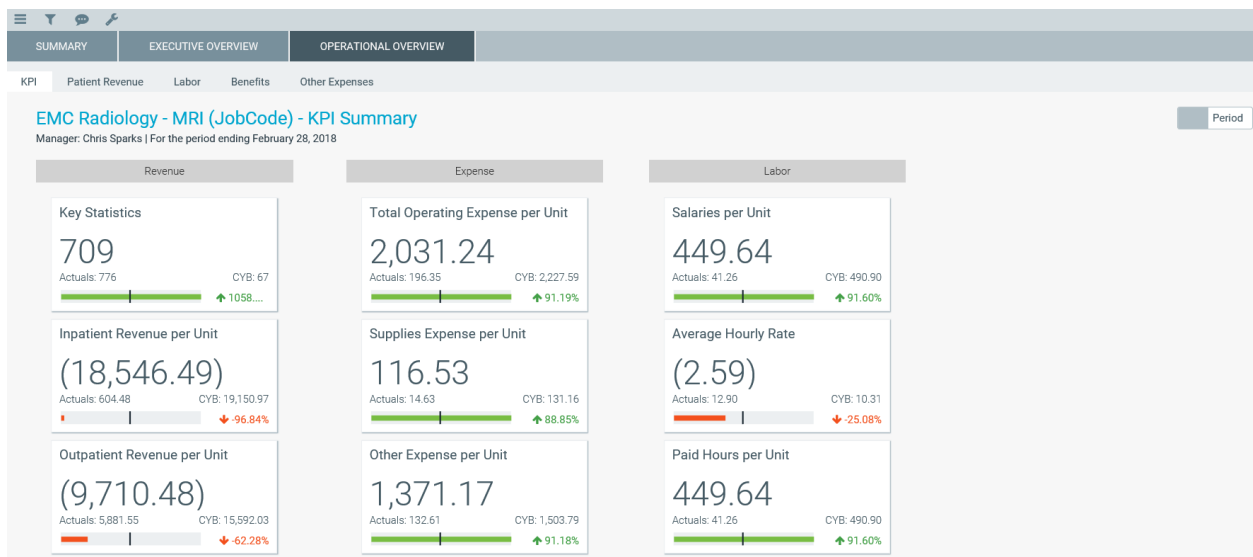 SUMMARY EXECUTIVE OVERVIEW OPERATIONAL OVERVIEW
KPI Patient Revenue Labor Benefits Other Expenses
EMC Radiology - MRI (JobCode) - KPI Summary
Period
Manager: Chris Sparks | For the period ending February 28, 2018
Revenue
Key Statistics
709
Actuals: 776 CYB: 67
1058....
Inpatient Revenue per Unit
(18,546.49)
Actuals: 604.48 CYB: 19,150.97
-96.84%
Outpatient Revenue per Unit
(9,710.48)
Actuals: 5,881.55 CYB: 15,592.03
-62.28%
Expense
Total Operating Expense per Unit
2,031.24
Actuals: 196.35 CYB: 2,227.59
91.19%
Supplies Expense per Unit
116.53
Actuals: 14.63 CYB: 131.16
88.85%
Other Expense per Unit
1,371.17
Actuals: 132.61 CYB: 1,503.79
91.18%
Labor
Salaries per Unit
449.64
Actuals: 41.26 CYB: 490.90
91.60%
Average Hourly Rate
(2.59)
Actuals: 12.90 CYB: 10.31
-25.08%
Paid Hours per Unit
449.64
Actuals: 41.26 CYB: 490.90
91.60%